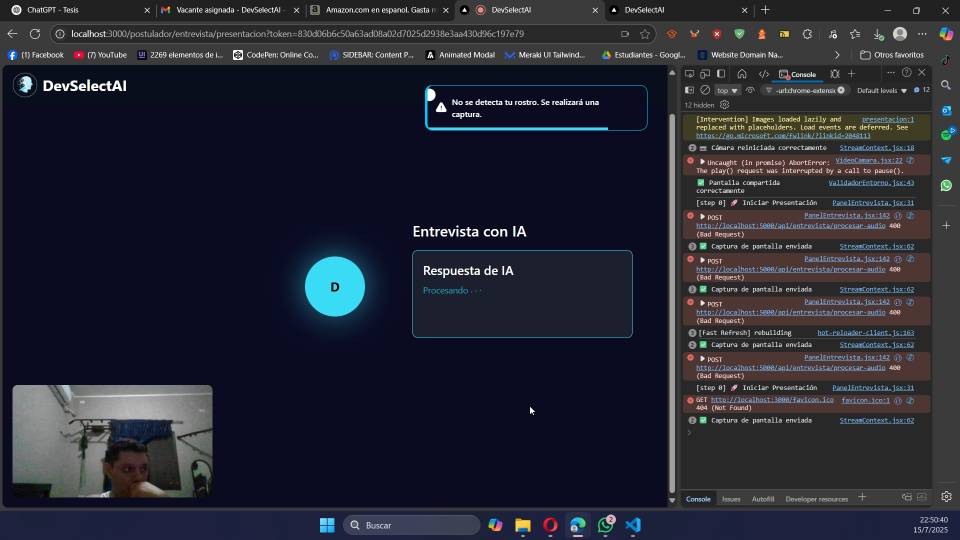 ChatGPT - Tesis
Vacante asignada - DevSelectAI -
Amazon.com en espanol. Gasta m
DevSelectAI
DevSelectAI
localhost:3000/postulador/entrevista/presentacion?token=830d06b6c50a63ad08a02d7025d2938e3aa430d96c197e79
(1) Facebook
(7) YouTube
2269 elementos de i...
CodePen: Online Co...
SIDEBAR: Content P...
Animated Modal
Meraki UI Tailwind...
Estudiantes - Googl...
Website Domain Na...
Otros favoritos
DevSelectAI
No se detecta tu rostro. Se realizará una
captura.
Entrevista con IA
D
Respuesta de IA
Procesando . . .
Console
top
-url:chrome-extensi
Default levels
12
12 hidden
[Intervention] Images loaded lazily and presentacion:1
replaced with placeholders. Load events are deferred. See
https://go.microsoft.com/fwlink/?linkid=2048113
2 Cámara reiniciada correctamente StreamContext.jsx:18
Uncaught (in promise) AbortError: VideoCamara.jsx:22
The play() request was interrupted by a call to pause().
Pantalla compartida ValidadorEntorno.jsx:43
correctamente
[step 0] Iniciar Presentación PanelEntrevista.jsx:31
POST PanelEntrevista.jsx:142
http://localhost:5000/api/entrevista/procesar-audio 400
(Bad Request)
Captura de pantalla enviada StreamContext.jsx:62
POST PanelEntrevista.jsx:142
http://localhost:5000/api/entrevista/procesar-audio 400
(Bad Request)
Captura de pantalla enviada StreamContext.jsx:62
POST PanelEntrevista.jsx:142
http://localhost:5000/api/entrevista/procesar-audio 400
(Bad Request)
[Fast Refresh] rebuilding hot-reloader-client.js:163
Captura de pantalla enviada StreamContext.jsx:62
POST PanelEntrevista.jsx:142
http://localhost:5000/api/entrevista/procesar-audio 400
(Bad Request)
[step 0] Iniciar Presentación PanelEntrevista.jsx:31
GET http://localhost:3000/favicon.ico favicon.ico:1
404 (Not Found)
2 Captura de pantalla enviada StreamContext.jsx:62
Console
Issues
Autofill
Developer resources
Buscar
2
22:50:40
15/7/2025